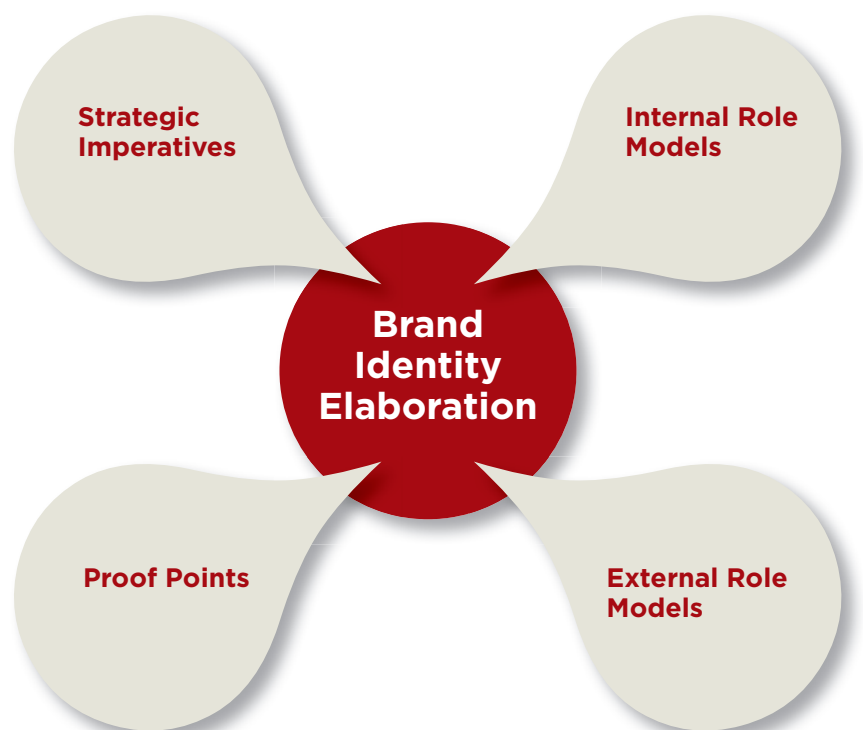 Strategic
Imperatives
Internal Role
Models
Brand
Identity
Elaboration
Proof Points
External Role
Models